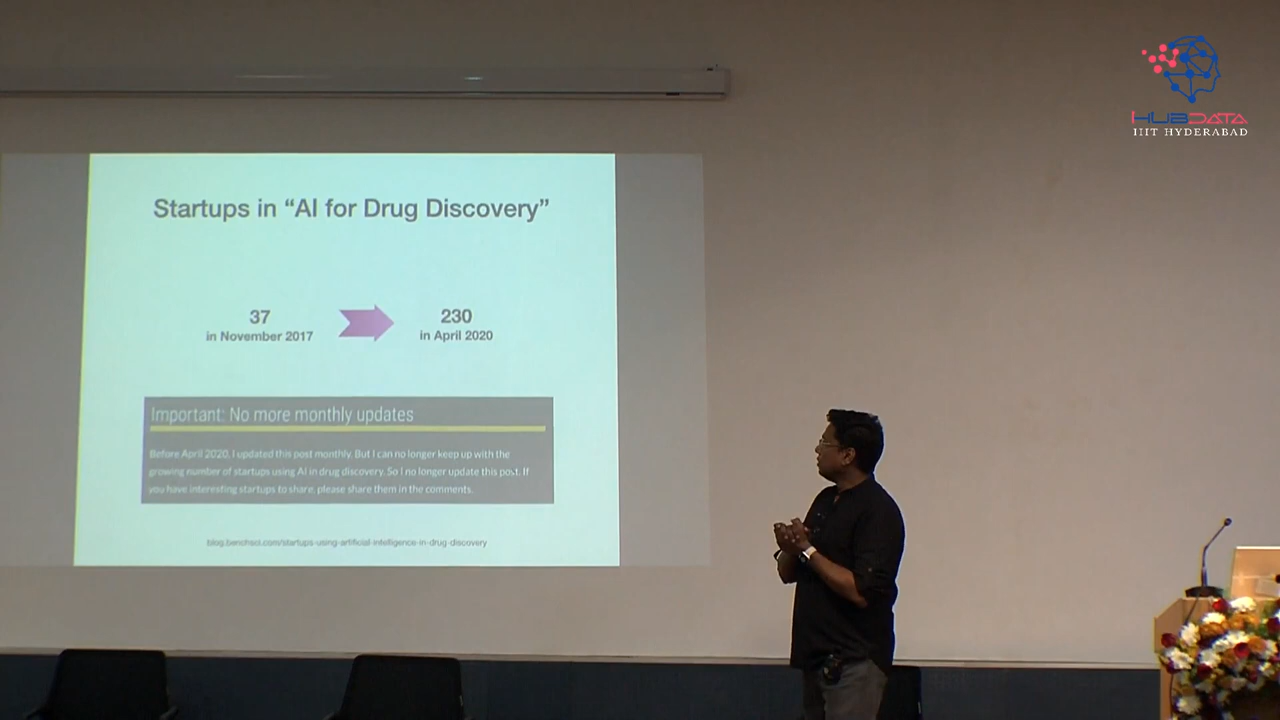 HUBDATA
IIIT HYDERABAD
Startups in “AI for Drug Discovery”
37
in November 2017
230
in April 2020
Important: No more monthly updates
Before April 2020, I updated this post monthly. But I can no longer keep up with the
growing number of startups using AI in drug discovery. So I no longer update this post. If
you have interesting startups to share, please share them in the comments.
blog.benchsci.com/startups-using-artificial-intelligence-in-drug-discovery